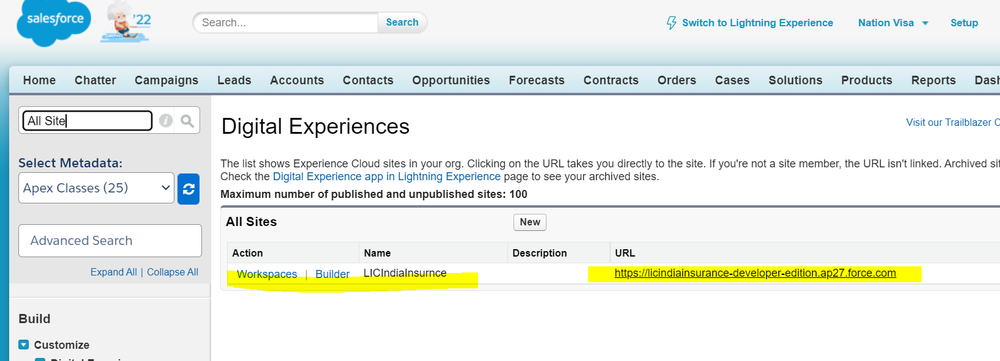 salesforce
'22
Search...
Search
Switch to Lightning Experience
Nation Visa
Setup
Home Chatter Campaigns Leads Accounts Contacts Opportunities Forecasts Contracts Orders Cases Solutions Products Reports Dash
All Site
Digital Experiences
Visit our Trailblazer C
Select Metadata:
Apex Classes (25)
Advanced Search
Expand All | Collapse All
Build
Customize
The list shows Experience Cloud sites in your org. Clicking on the URL takes you directly to the site. If you're not a site member, the URL isn't linked. Archived sit
Check the Digital Experience app in Lightning Experience page to see your archived sites.
Maximum number of published and unpublished sites: 100
All Sites
New
Action Name Description URL
Workspaces | Builder LICIndiaInsurnce https://licindiainsurance-developer-edition.ap27.force.com